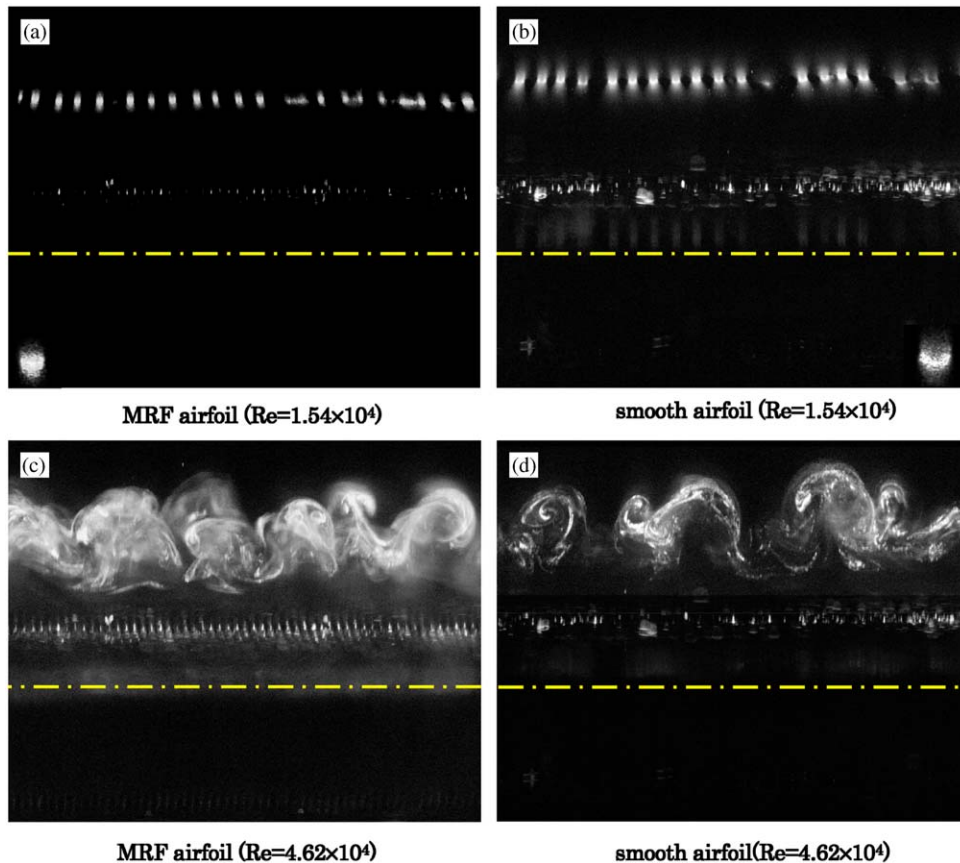 (a)
(b)
MRF airfoil (Re=1.54×10⁴)
smooth airfoil (Re=1.54×10⁴)
(c)
(d)
MRF airfoil (Re=4.62×10⁴)
smooth airfoil(Re=4.62×10⁴)